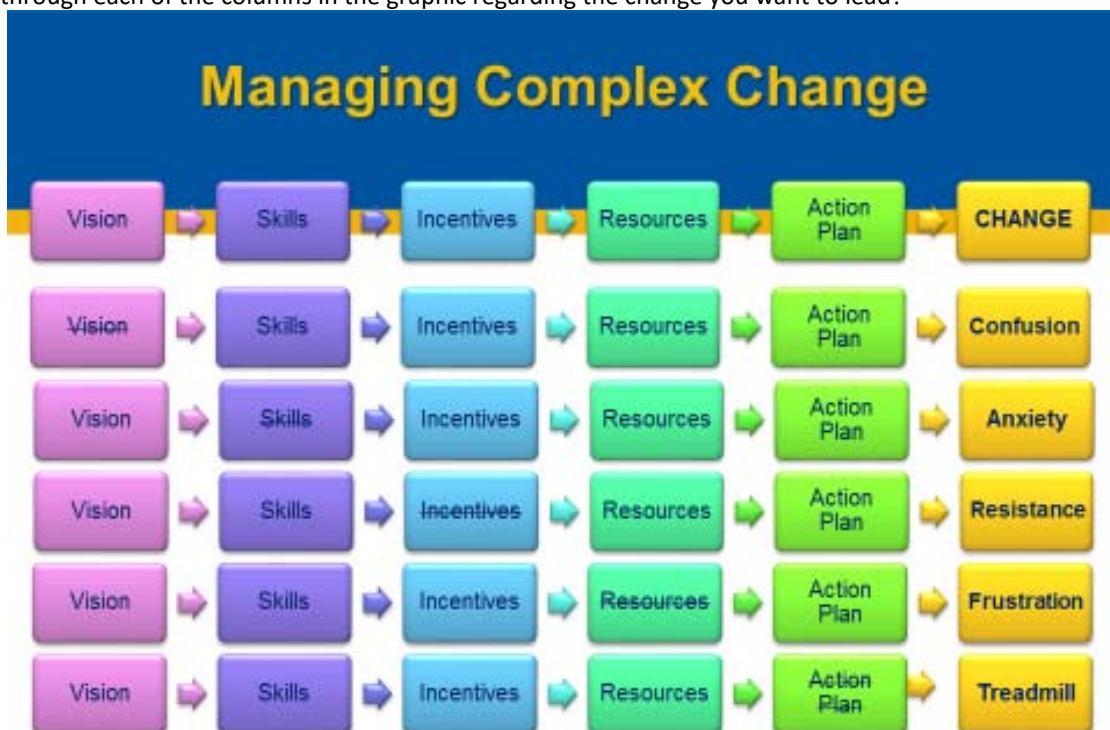 through each of the columns in the graphic regarding the change you want to lead?
Managing Complex Change
Vision Skills Incentives Resources Action Plan CHANGE
Vision Skills Incentives Resources Action Plan Confusion
Vision Skills Incentives Resources Action Plan Anxiety
Vision Skills Incentives Resources Action Plan Resistance
Vision Skills Incentives Resources Action Plan Frustration
Vision Skills Incentives Resources Action Plan Treadmill